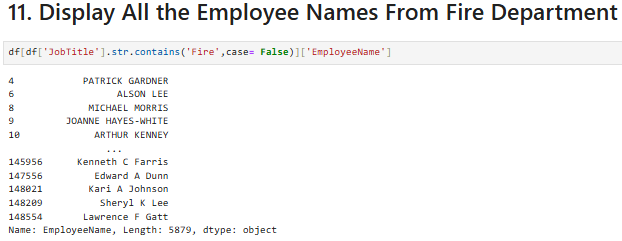 11. Display All the Employee Names From Fire Department
df[df['JobTitle'].str.contains('Fire',case= False)]['EmployeeName']
4 PATRICK GARDNER
6 ALSON LEE
8 MICHAEL MORRIS
9 JOANNE HAYES-WHITE
10 ARTHUR KENNEY
...
145956 Kenneth C Farris
147556 Edward A Dunn
148021 Kari A Johnson
148209 Sheryl K Lee
148554 Lawrence F Gatt
Name: EmployeeName, Length: 5879, dtype: object